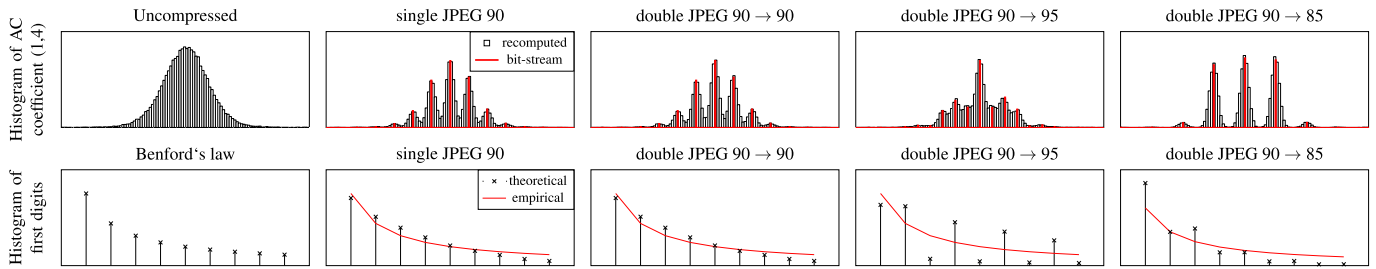 Uncompressed
single JPEG 90
double JPEG 90 → 90
double JPEG 90 → 95
double JPEG 90 → 85
Histogram of AC
coefficient (1,4)
recomputed
bit-stream
Benford‘s law
single JPEG 90
double JPEG 90 → 90
double JPEG 90 → 95
double JPEG 90 → 85
Histogram of
first digits
theoretical
empirical